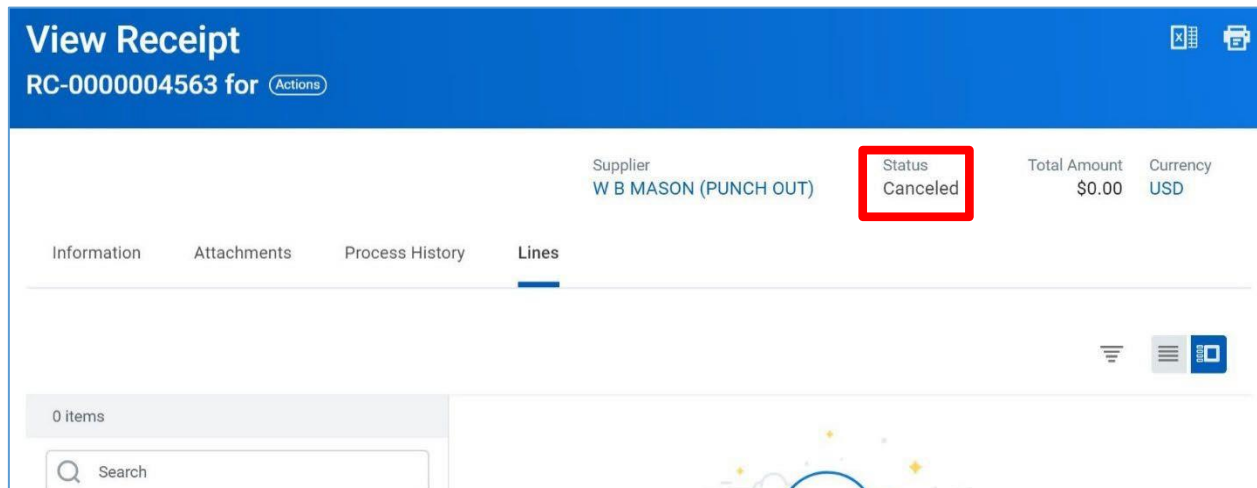 View Receipt
RC-0000004563 for Actions
Supplier Status Total Amount Currency
W B MASON (PUNCH OUT) Canceled $0.00 USD
Information Attachments Process History Lines
0 items
Search